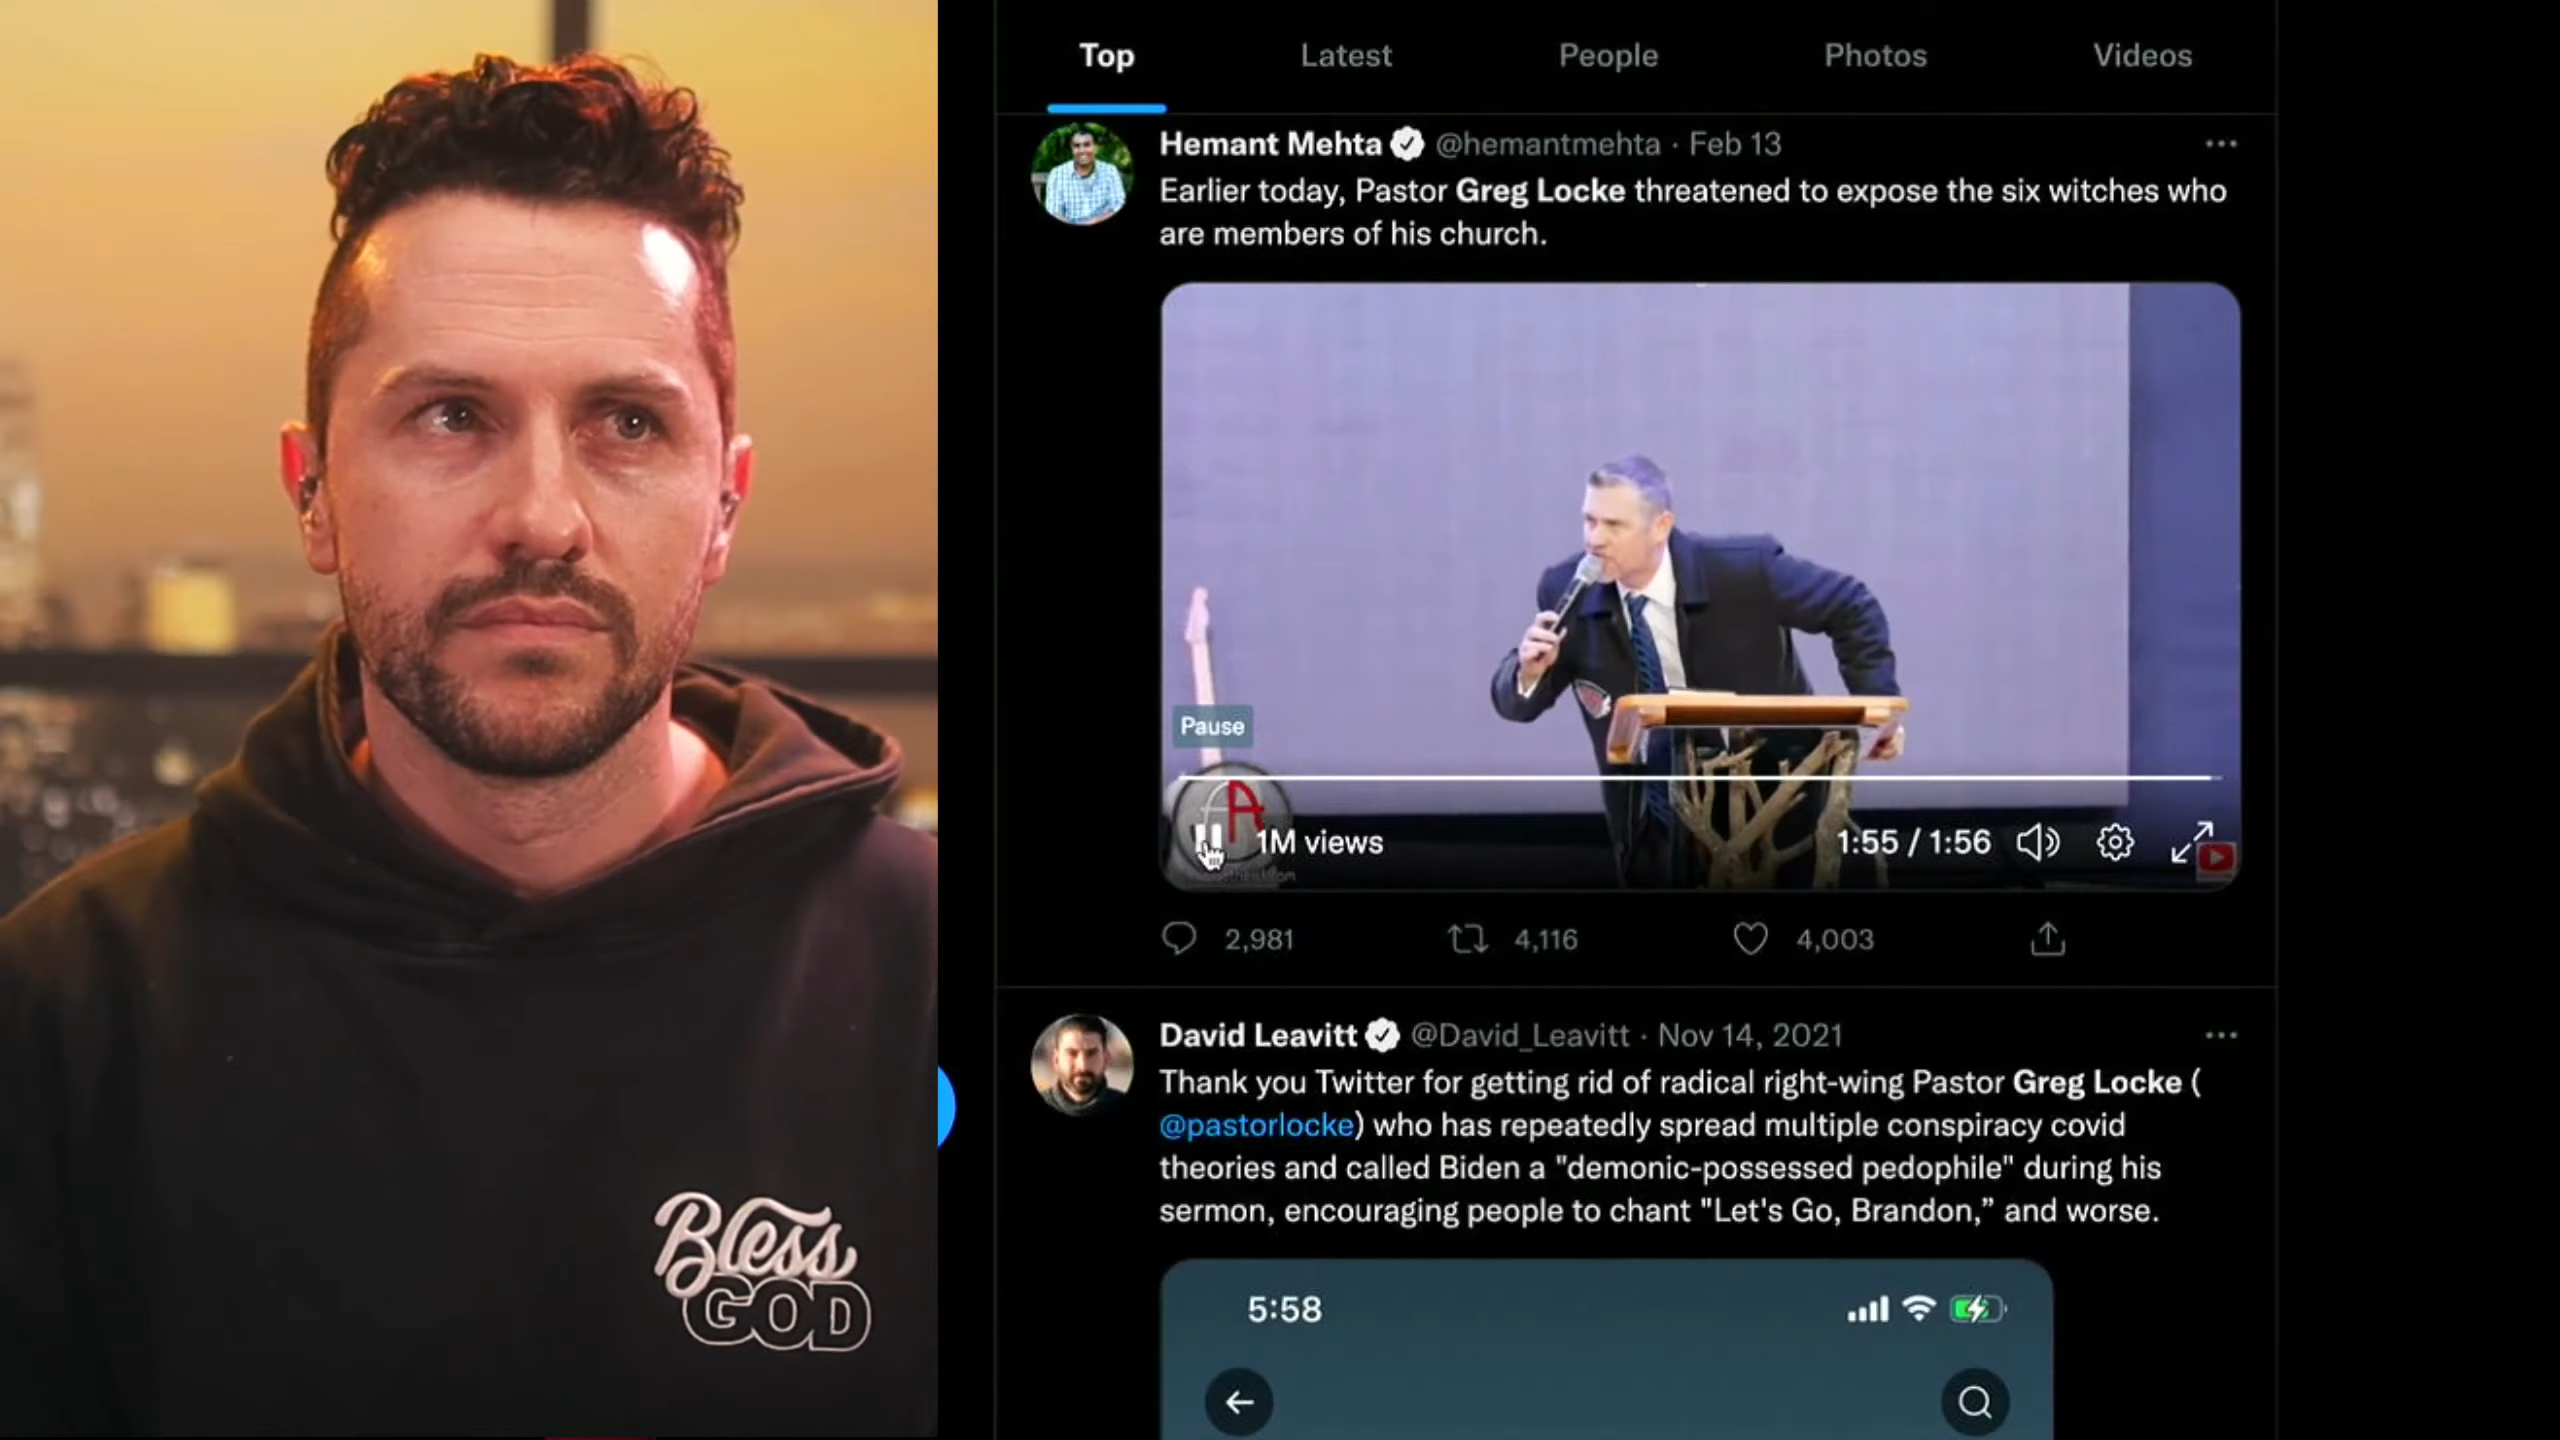 Top Latest People Photos Videos
Hemant Mehta @hemantmehta · Feb 13
Earlier today, Pastor Greg Locke threatened to expose the six witches who
are members of his church.
Pause
1M views 1:55 / 1:56
2,981 4,116 4,003
David Leavitt @David_Leavitt · Nov 14, 2021
Thank you Twitter for getting rid of radical right-wing Pastor Greg Locke (
@pastorlocke) who has repeatedly spread multiple conspiracy covid
theories and called Biden a "demonic-possessed pedophile" during his
sermon, encouraging people to chant "Let's Go, Brandon,” and worse.
5:58
Bless
GOD